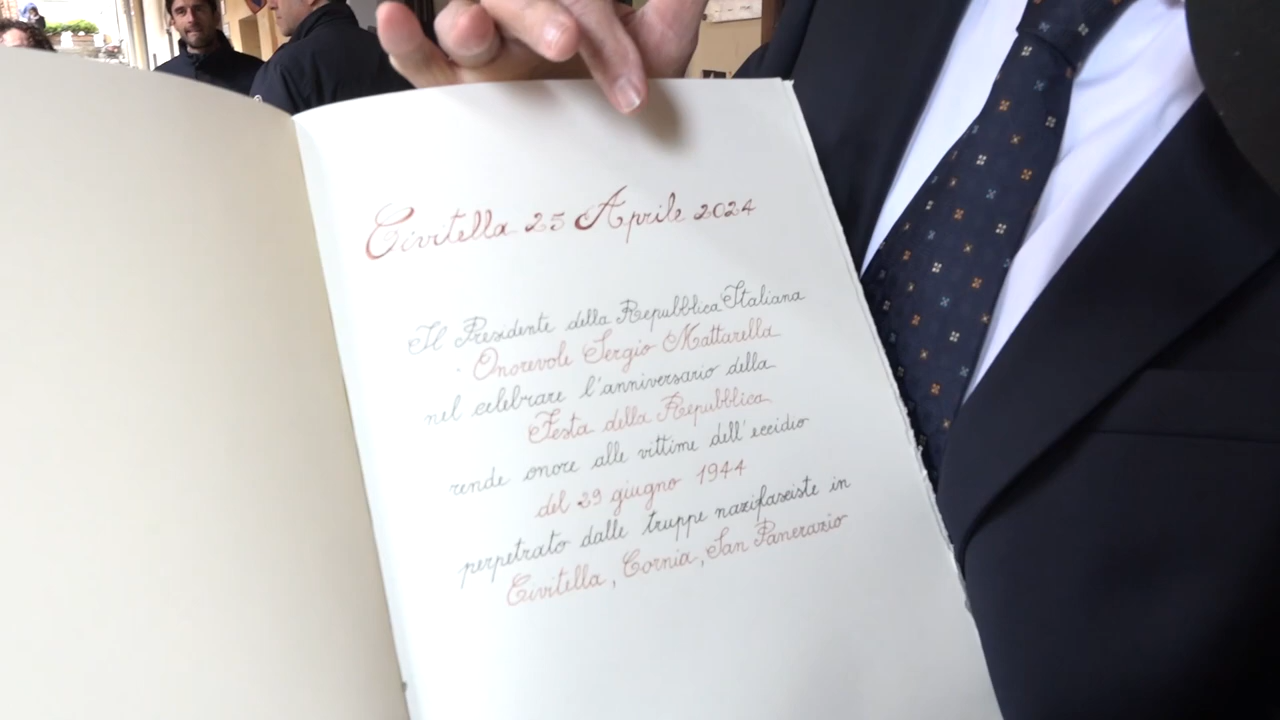 Civitella 25 Aprile 2024
Il Presidente della Repubblica Italiana
Onorevole Sergio Mattarella
nel celebrare l'anniversario della
Festa della Repubblica
rende onore alle vittime dell'eccidio
del 29 giugno 1944
perpetrato dalle truppe nazifasciste in
Civitella, Cornia, San Pancrazio